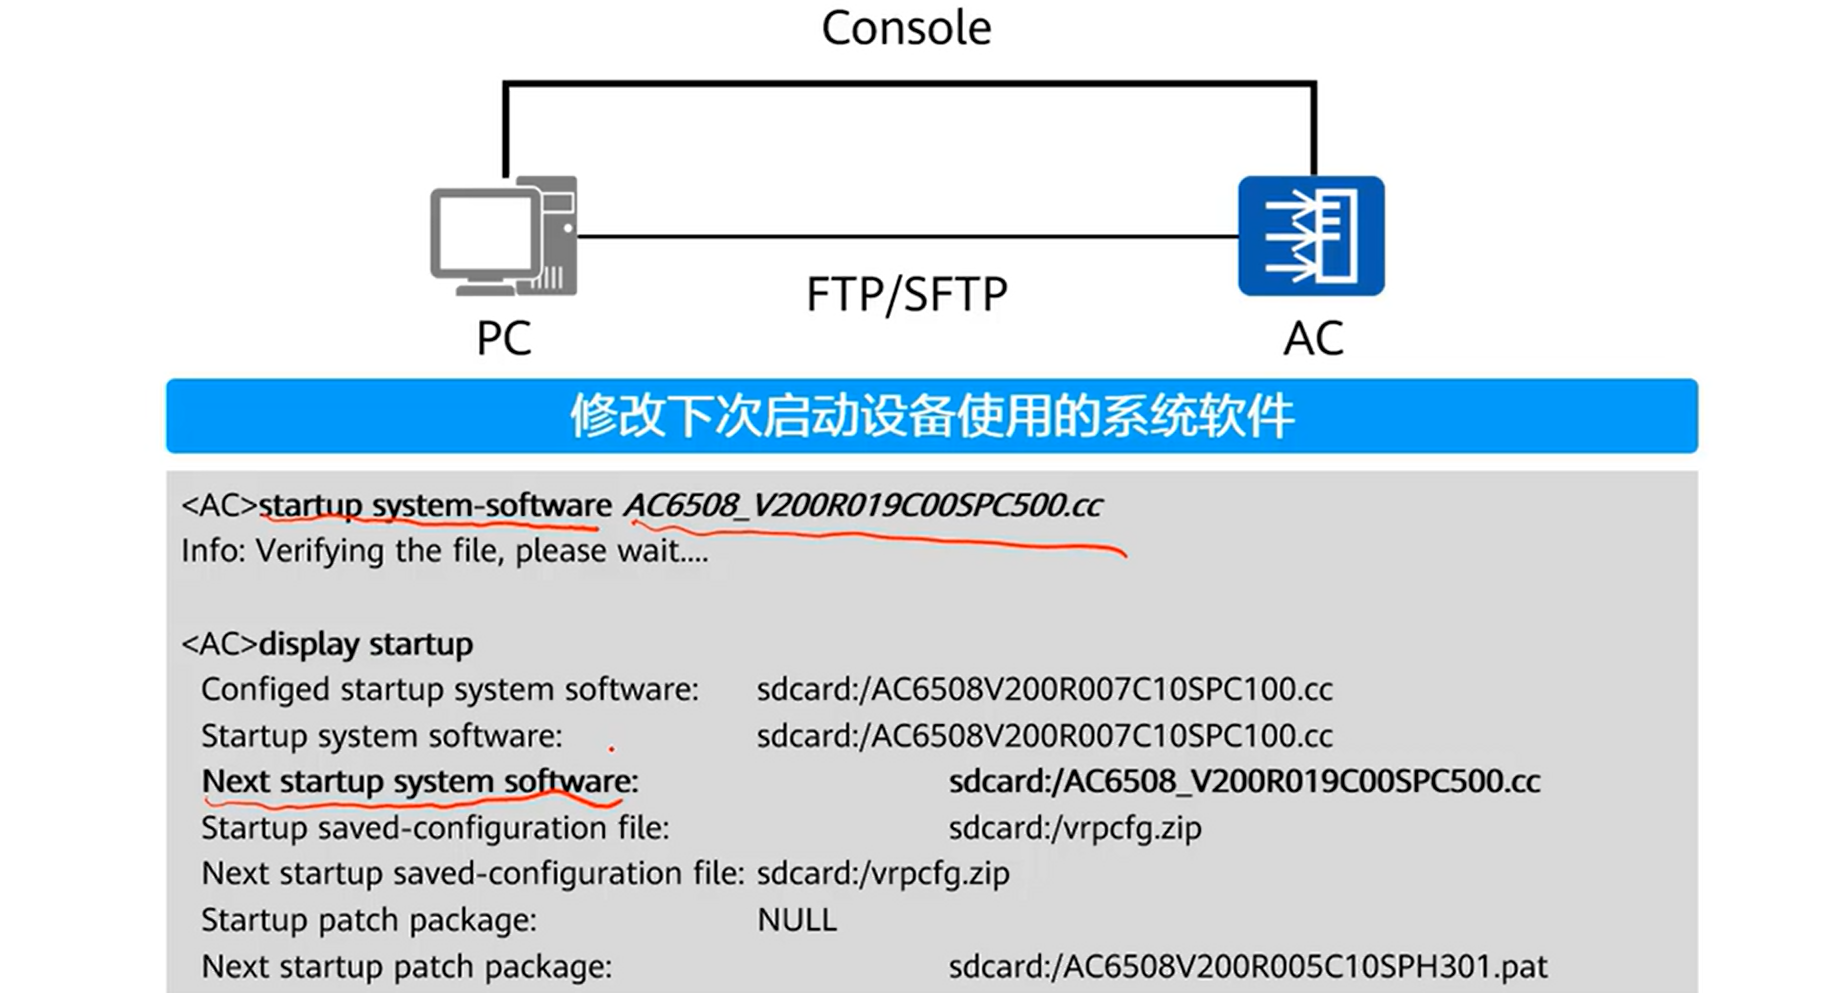 Console
FTP/SFTP
PC
AC
修改下次启动设备使用的系统软件
<AC>startup system-software AC6508_V200R019C00SPC500.cc
Info: Verifying the file, please wait....
<AC>display startup
Configed startup system software: sdcard:/AC6508V200R007C10SPC100.cc
Startup system software: sdcard:/AC6508V200R007C10SPC100.cc
Next startup system software: sdcard:/AC6508_V200R019C00SPC500.cc
Startup saved-configuration file: sdcard:/vrpcfg.zip
Next startup saved-configuration file: sdcard:/vrpcfg.zip
Startup patch package: NULL
Next startup patch package: sdcard:/AC6508V200R005C10SPH301.pat